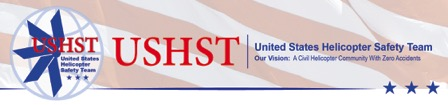 USHST
United States
Helicopter
Safety Team
USHST
United States Helicopter Safety Team
Our Vision: A Civil Helicopter Community With Zero Accidents